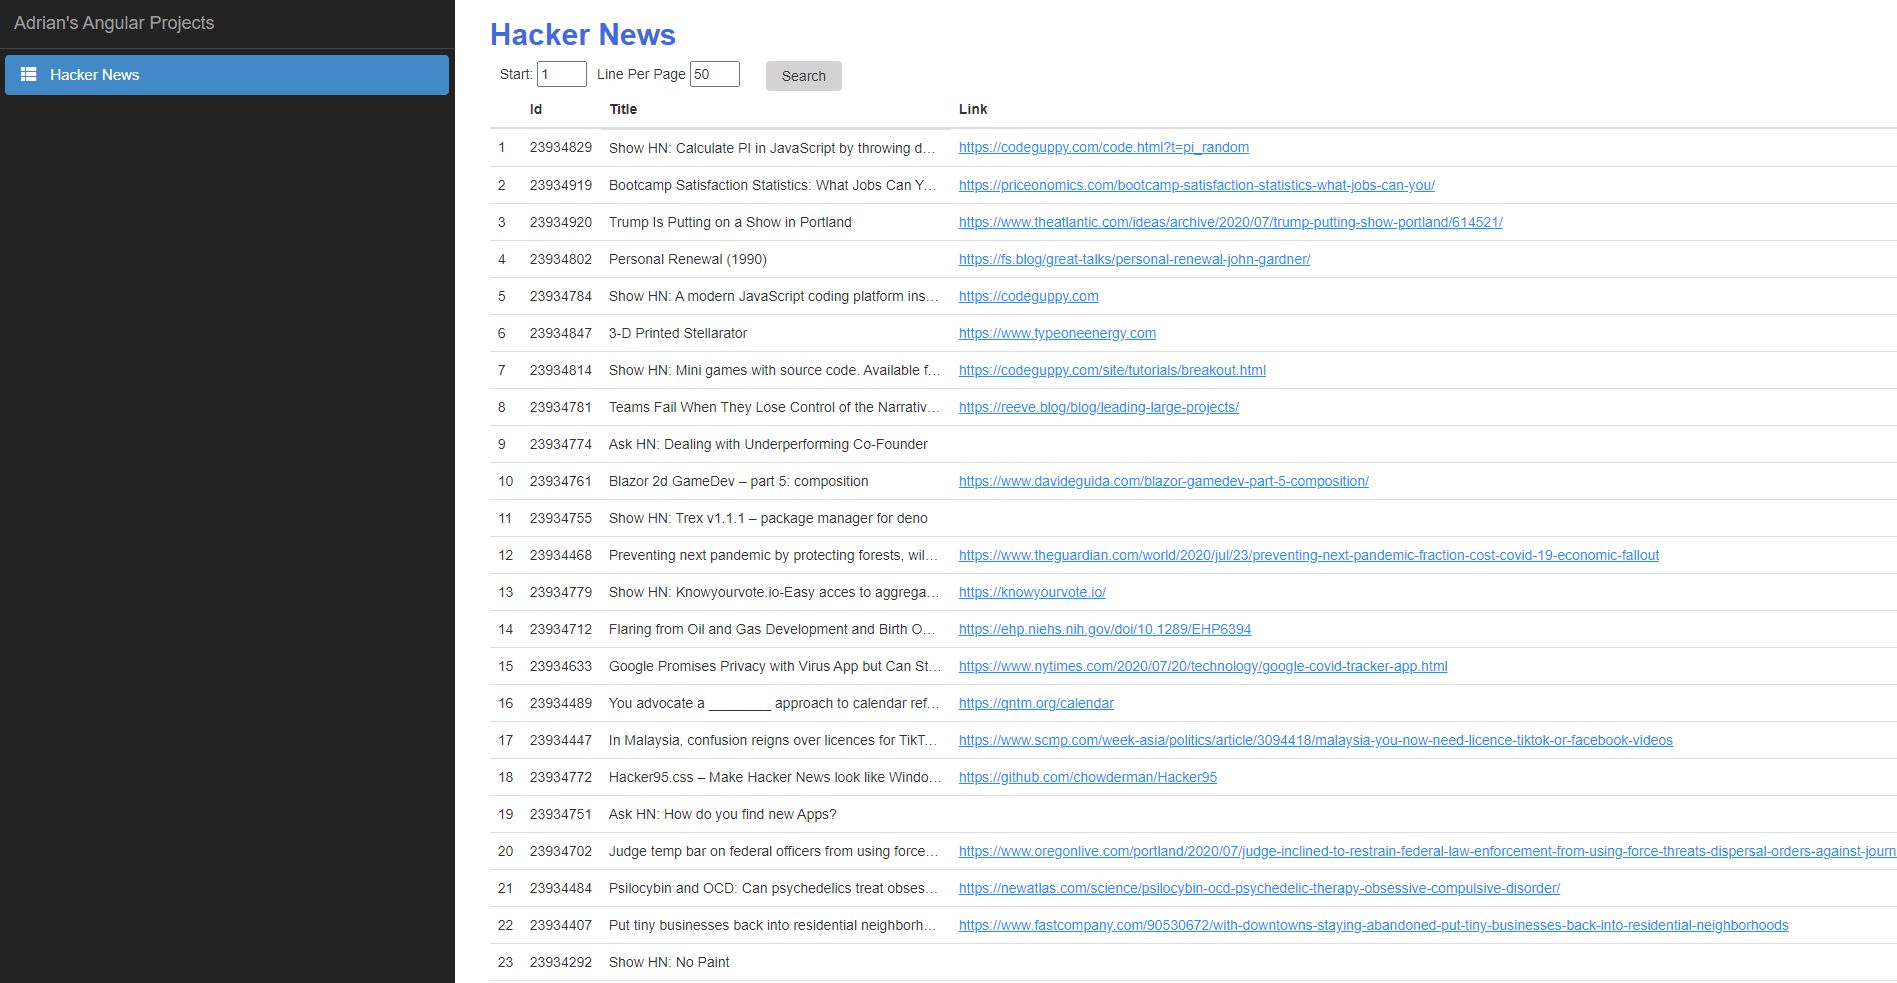 Adrian's Angular Projects
Hacker News
Hacker News
Start: 1 Line Per Page 50 Search
Id Title Link
1 23934829 Show HN: Calculate PI in JavaScript by throwing d… https://codeguppy.com/code.html?t=pi_random
2 23934919 Bootcamp Satisfaction Statistics: What Jobs Can Y… https://priceonomics.com/bootcamp-satisfaction-statistics-what-jobs-can-you/
3 23934920 Trump Is Putting on a Show in Portland https://www.theatlantic.com/ideas/archive/2020/07/trump-putting-show-portland/614521/
4 23934802 Personal Renewal (1990) https://fs.blog/great-talks/personal-renewal-john-gardner/
5 23934784 Show HN: A modern JavaScript coding platform ins… https://codeguppy.com
6 23934847 3-D Printed Stellarator https://www.typeoneenergy.com
7 23934814 Show HN: Mini games with source code. Available f… https://codeguppy.com/site/tutorials/breakout.html
8 23934781 Teams Fail When They Lose Control of the Narrativ… https://reeve.blog/blog/leading-large-projects/
9 23934774 Ask HN: Dealing with Underperforming Co-Founder
10 23934761 Blazor 2d GameDev – part 5: composition https://www.davideguida.com/blazor-gamedev-part-5-composition/
11 23934755 Show HN: Trex v1.1.1 – package manager for deno
12 23934468 Preventing next pandemic by protecting forests, wil… https://www.theguardian.com/world/2020/jul/23/preventing-next-pandemic-fraction-cost-covid-19-economic-fallout
13 23934779 Show HN: Knowyourvote.io-Easy acces to aggrega… https://knowyourvote.io/
14 23934712 Flaring from Oil and Gas Development and Birth O… https://ehp.niehs.nih.gov/doi/10.1289/EHP6394
15 23934633 Google Promises Privacy with Virus App but Can St… https://www.nytimes.com/2020/07/20/technology/google-covid-tracker-app.html
16 23934489 You advocate a ________ approach to calendar ref… https://qntm.org/calendar
17 23934447 In Malaysia, confusion reigns over licences for TikT… https://www.scmp.com/week-asia/politics/article/3094418/malaysia-you-now-need-licence-tiktok-or-facebook-videos
18 23934772 Hacker95.css – Make Hacker News look like Windo… https://github.com/chowderman/Hacker95
19 23934751 Ask HN: How do you find new Apps?
20 23934702 Judge temp bar on federal officers from using force… https://www.oregonlive.com/portland/2020/07/judge-inclined-to-restrain-federal-law-enforcement-from-using-force-threats-dispersal-orders-against-journ
21 23934484 Psilocybin and OCD: Can psychedelics treat obses… https://newatlas.com/science/psilocybin-ocd-psychedelic-therapy-obsessive-compulsive-disorder/
22 23934407 Put tiny businesses back into residential neighborh… https://www.fastcompany.com/90530672/with-downtowns-staying-abandoned-put-tiny-businesses-back-into-residential-neighborhoods
23 23934292 Show HN: No Paint